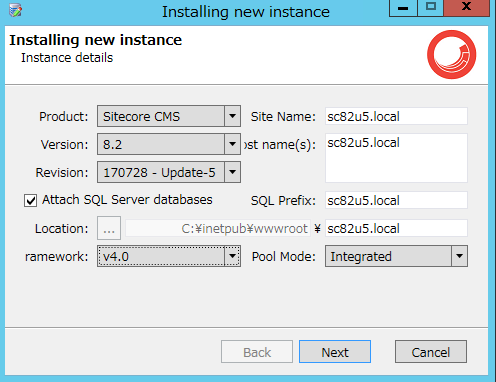 Installing new instance
Installing new instance
Instance details
Product: Sitecore CMS Site Name: sc82u5.local
Version: 8.2 ost name(s): sc82u5.local
Revision: 170728 - Update-5
Attach SQL Server databases SQL Prefix: sc82u5.local
Location: ... C:¥inetpub¥wwwroot ¥ sc82u5.local
ramework: v4.0 Pool Mode: Integrated
Back Next Cancel